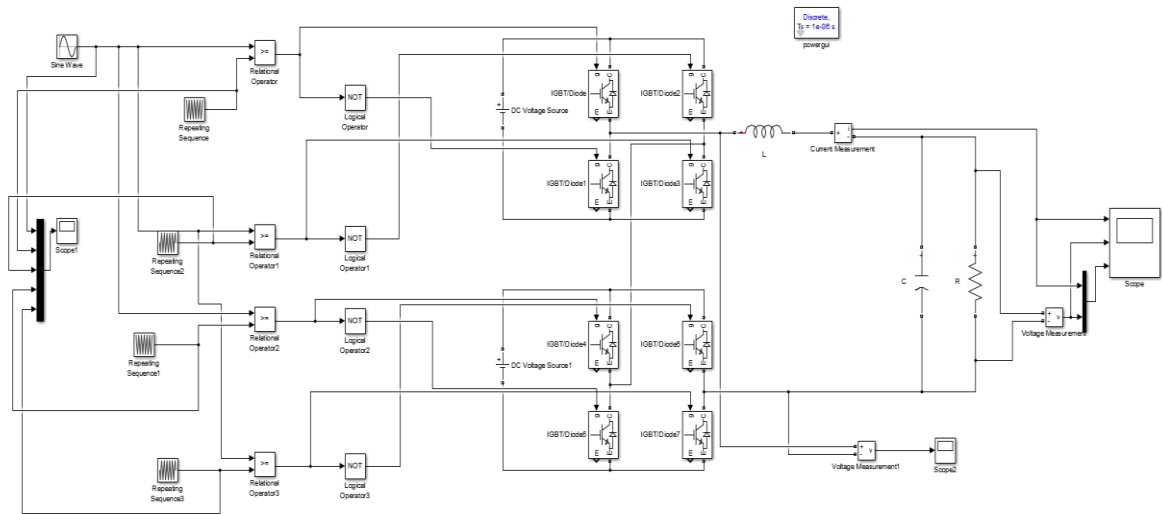 Discrete,
Ts = 1e-06 s.
powergui
Sine Wave
>=
Relational
Operator
Repeating
Sequence
NOT
Logical
Operator
g
C
IGBT/Diode
E
g
C
IGBT/Diode2
E
+
DC Voltage Source
+
L
+
i
-
Current Measurement
g
C
IGBT/Diode1
E
g
C
IGBT/Diode3
E
Scope1
Repeating
Sequence2
>=
Relational
Operator1
NOT
Logical
Operator1
Scope
+
C
+
R
+
-
v
Voltage Measurement
>=
Relational
Operator2
NOT
Logical
Operator2
Repeating
Sequence1
g
C
IGBT/Diode4
E
g
C
IGBT/Diode6
E
+
DC Voltage Source1
g
C
IGBT/Diode5
E
g
C
IGBT/Diode7
E
+
-
v
Voltage Measurement1
Scope2
Repeating
Sequence3
>=
Relational
Operator3
NOT
Logical
Operator3